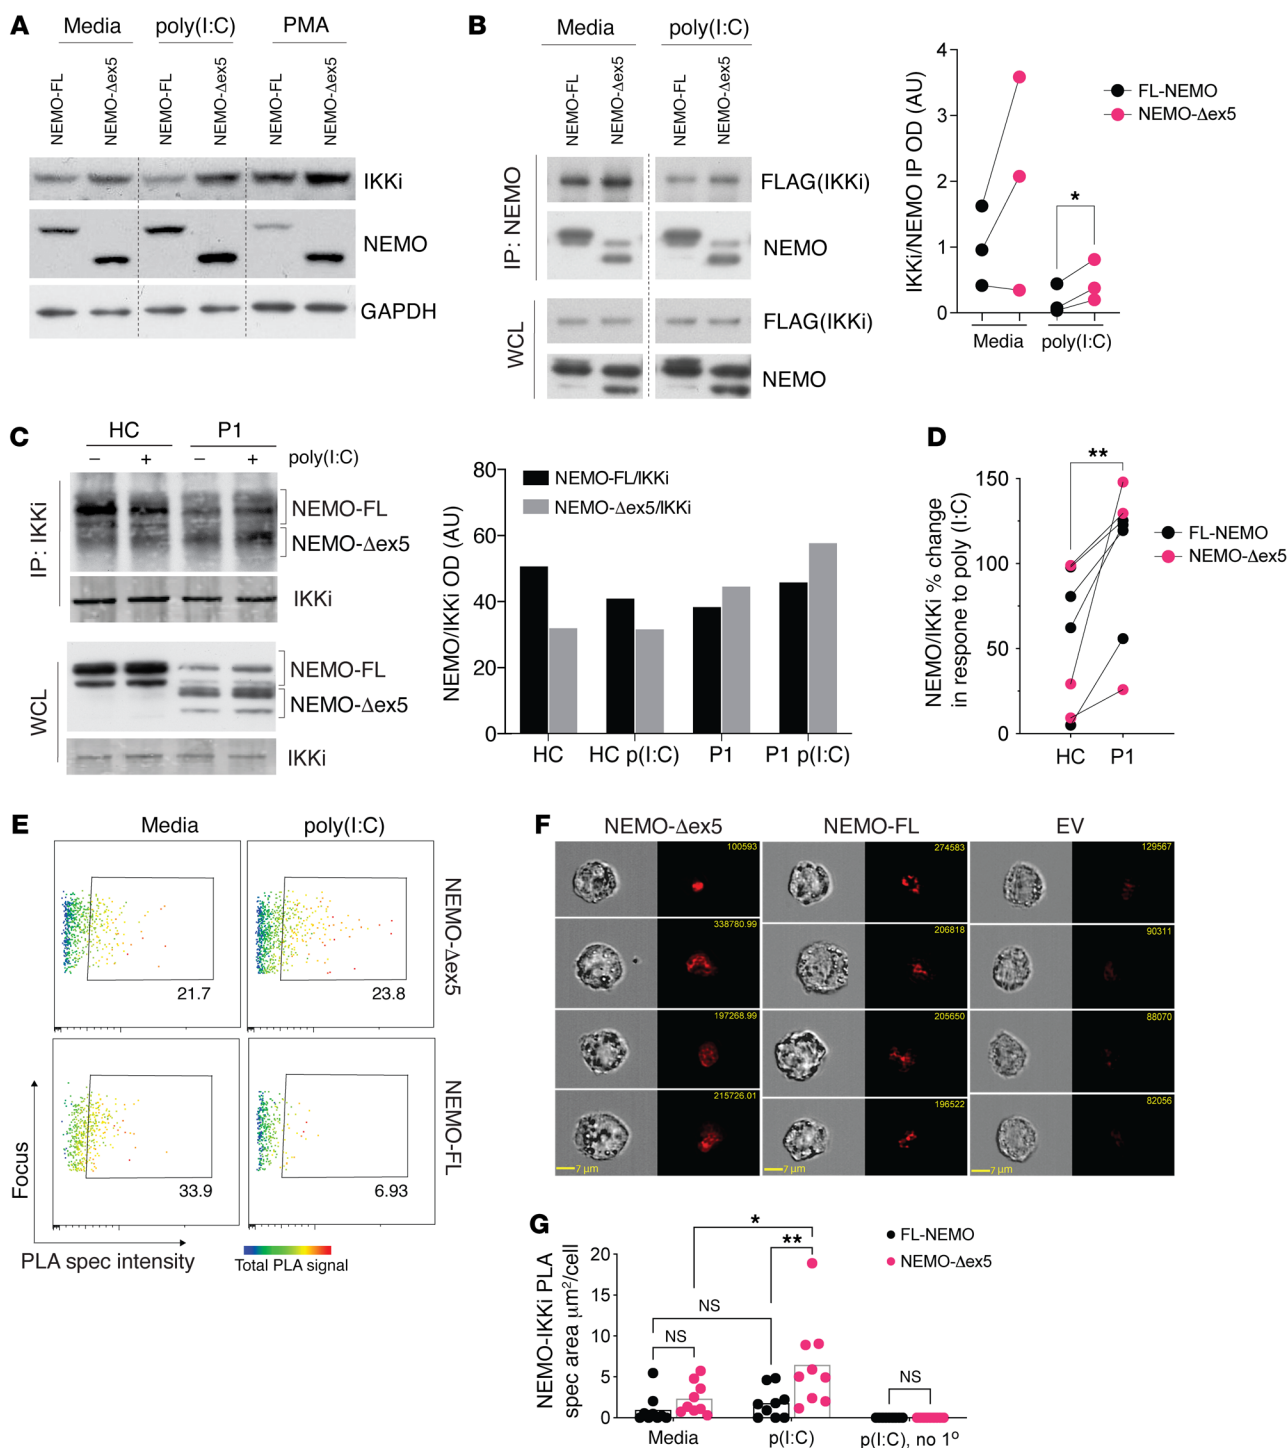 A
Media poly(I:C) PMA
NEMO-FL NEMO-Δex5 NEMO-FL NEMO-Δex5 NEMO-FL NEMO-Δex5
IKKi
NEMO
GAPDH
B
Media poly(I:C)
NEMO-FL NEMO-Δex5 NEMO-FL NEMO-Δex5
IP: NEMO
FLAG(IKKi)
NEMO
WCL
FLAG(IKKi)
NEMO
IKKi/NEMO IP OD (AU)
4
3
2
1
0
*
Media poly(I:C)
FL-NEMO
NEMO-Δex5
C
HC P1
– + – + poly(I:C)
IP: IKKi
NEMO-FL
NEMO-Δex5
IKKi
WCL
NEMO-FL
NEMO-Δex5
IKKi
NEMO/IKKi OD (AU)
80
60
40
20
0
NEMO-FL/IKKi
NEMO-Δex5/IKKi
HC HC p(I:C) P1 P1 p(I:C)
D
**
NEMO/IKKi % change
in respone to poly (I:C)
150
100
50
0
HC P1
FL-NEMO
NEMO-Δex5
E
Media poly(I:C)
21.7 23.8
NEMO-Δex5
33.9 6.93
NEMO-FL
Focus
PLA spec intensity
Total PLA signal
F
NEMO-Δex5 NEMO-FL EV
100593 274583 129567
338780.99 206818 90311
197268.99 205650 88070
215726.01 196522 82056
7 μm 7 μm 7 μm
G
NEMO-IKKi PLA
spec area μm²/cell
20
15
10
5
0
*
**
NS
NS
NS
FL-NEMO
NEMO-Δex5
Media p(I:C) p(I:C), no 1º